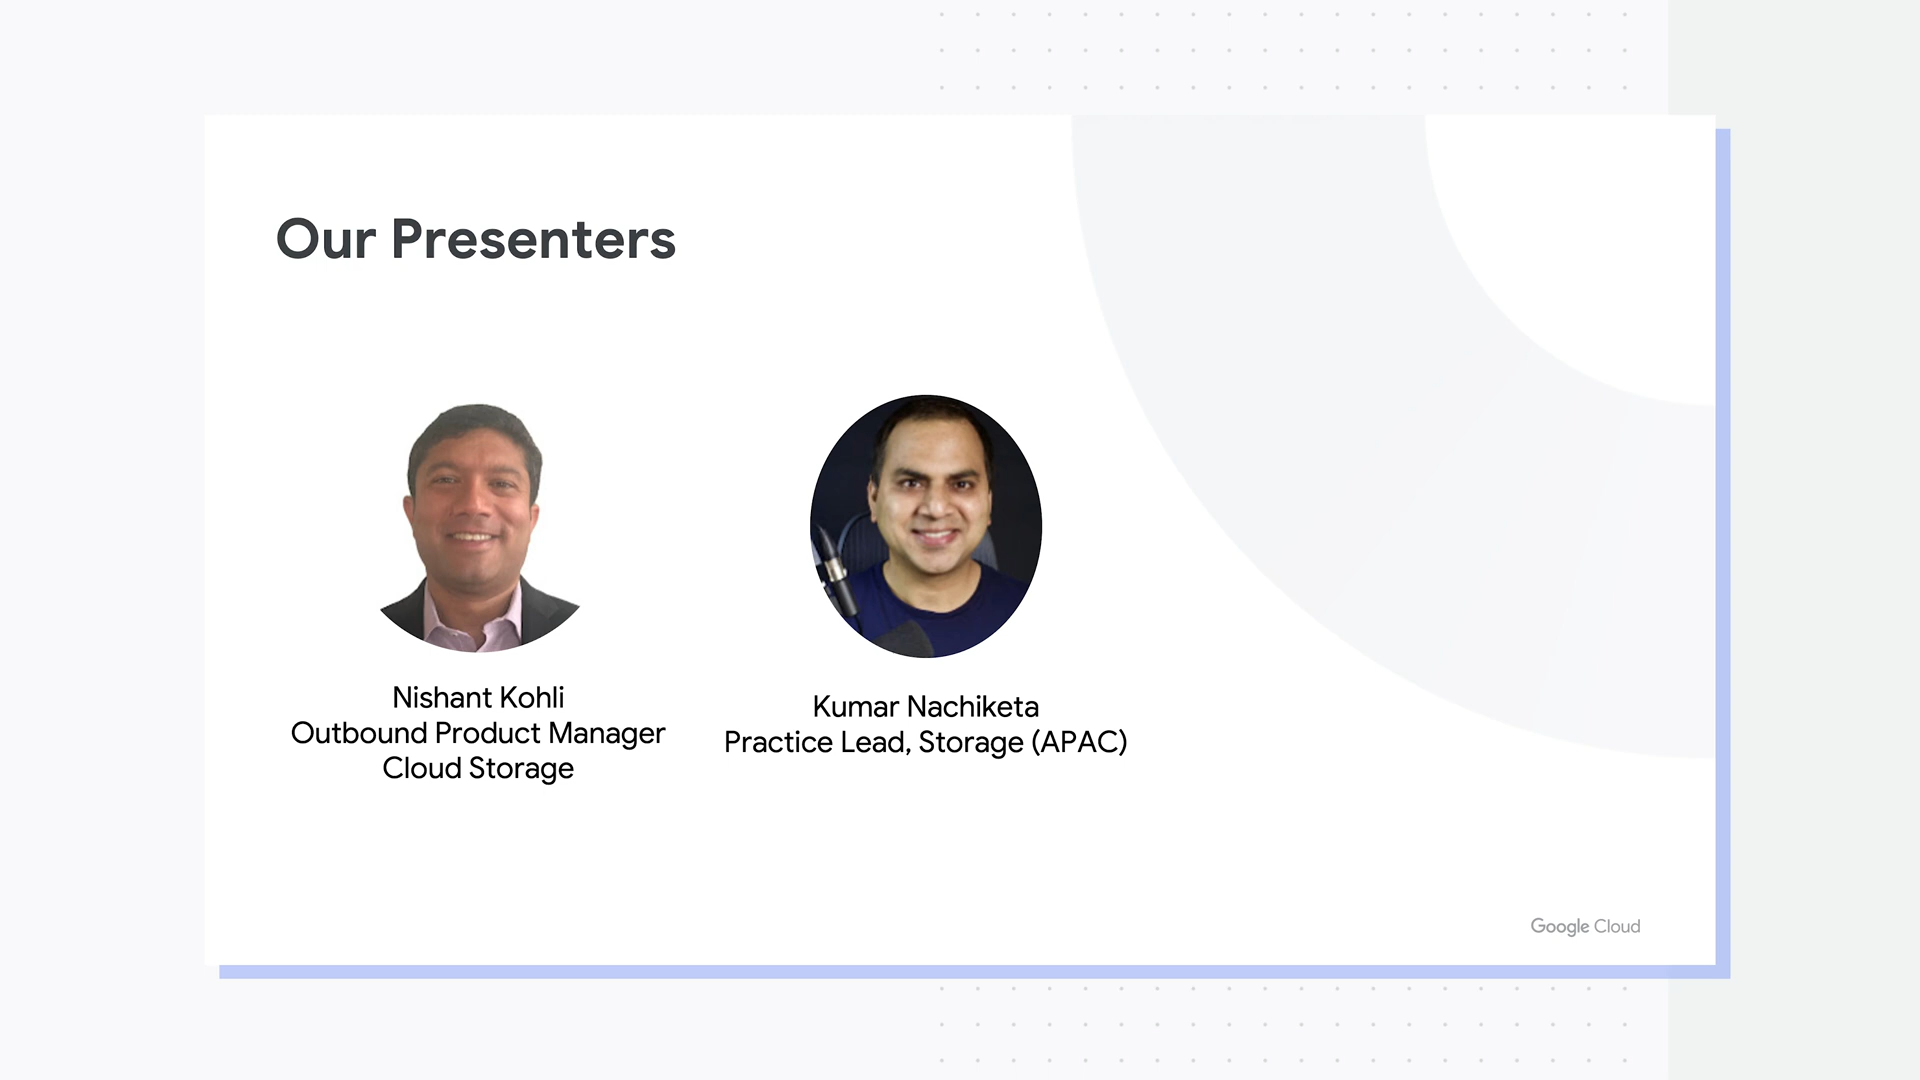 Our Presenters
Nishant Kohli
Outbound Product Manager
Cloud Storage
Kumar Nachiketa
Practice Lead, Storage (APAC)
Google Cloud